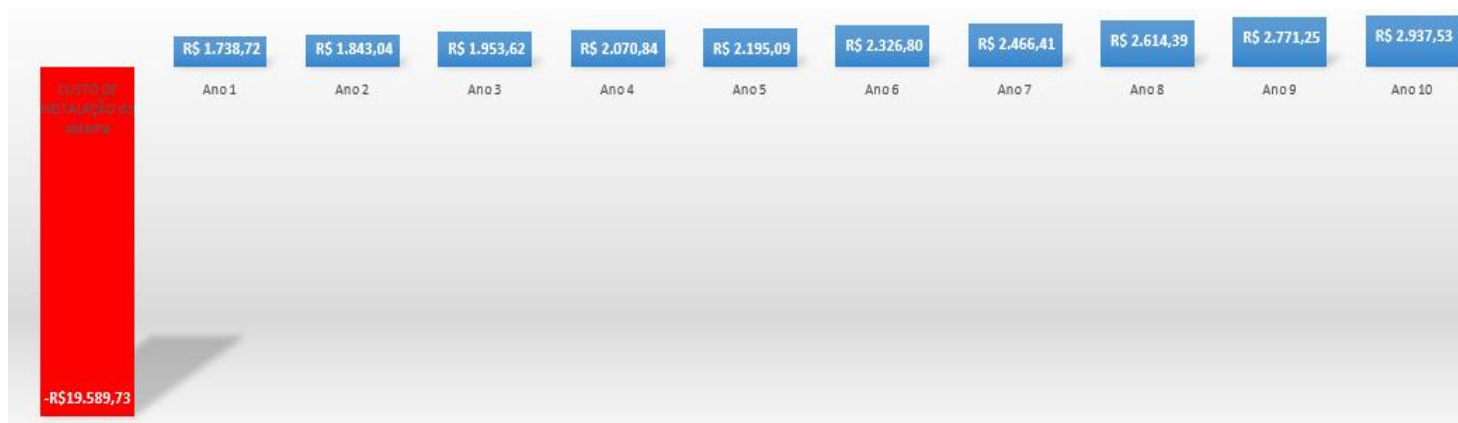 R$ 1.738,72
R$ 1.843,04
R$ 1.953,62
R$ 2.070,84
R$ 2.195,09
R$ 2.326,80
R$ 2.466,41
R$ 2.614,39
R$ 2.771,25
R$ 2.937,53
CUSTO DE
INSTALAÇÃO do
sistema
Ano 1
Ano 2
Ano 3
Ano 4
Ano 5
Ano 6
Ano 7
Ano 8
Ano 9
Ano 10
-R$19.589,73